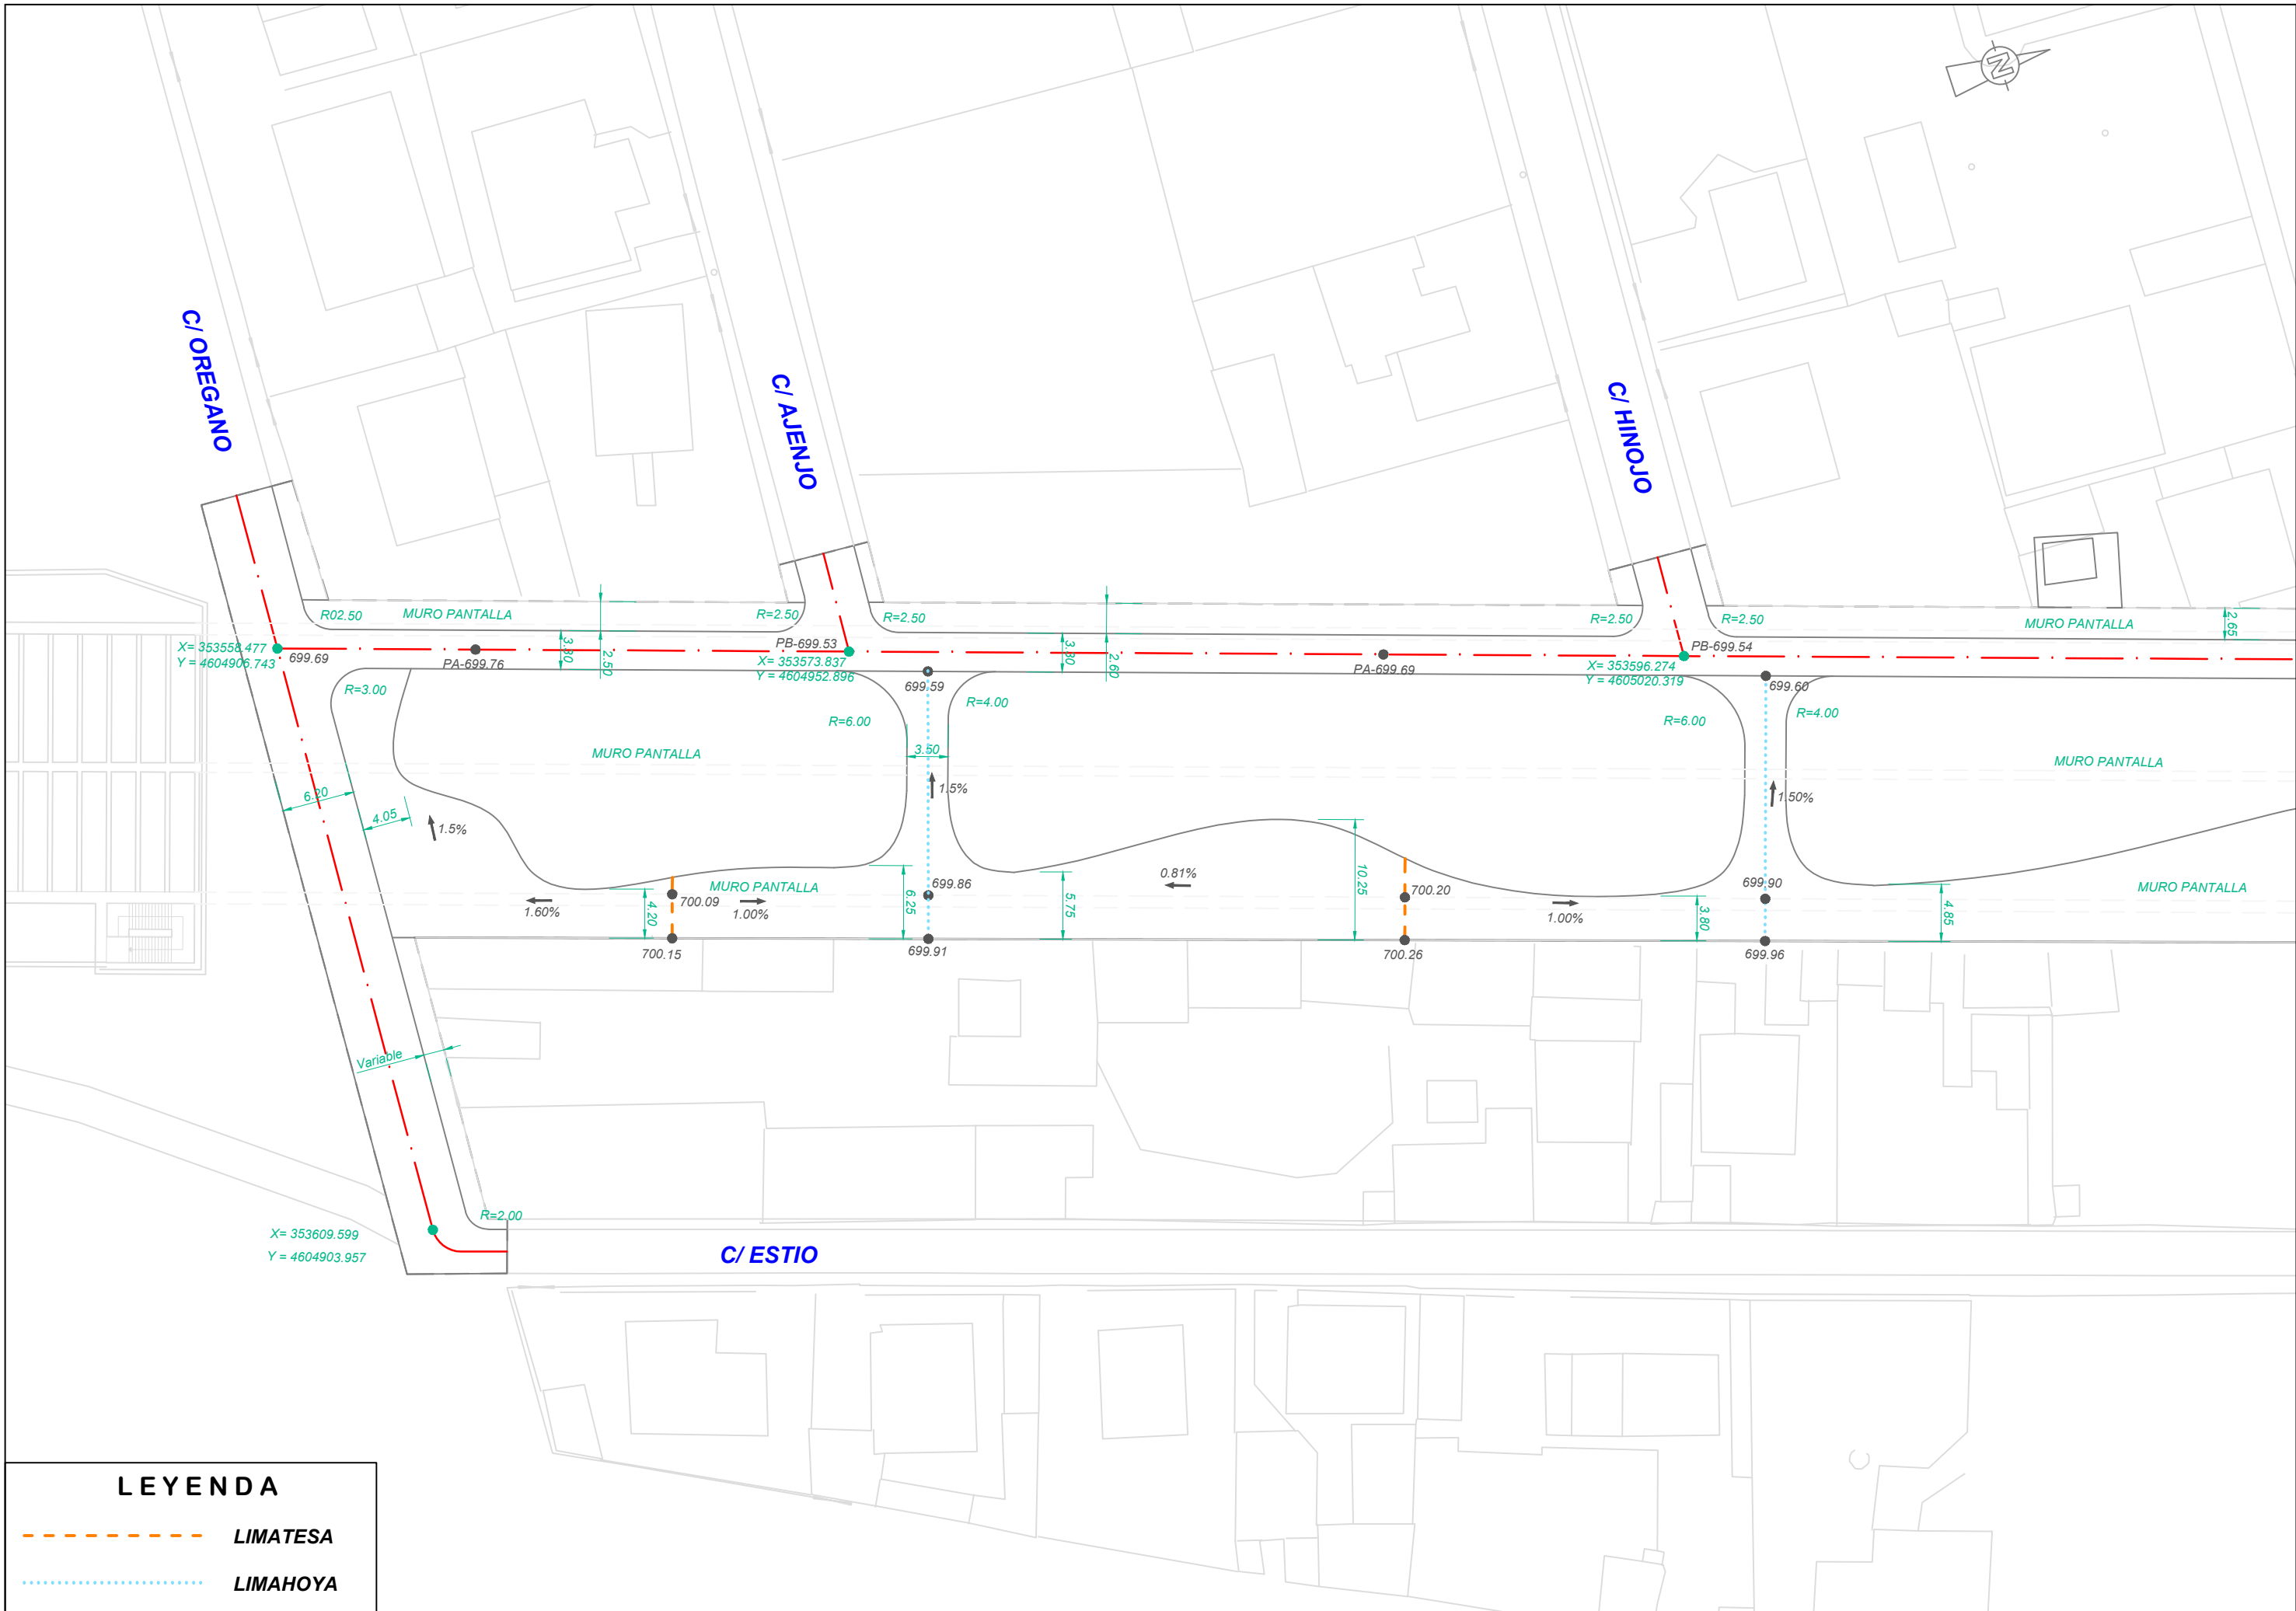 N
C/ OREGANO
C/ AJENJO
C/ HINOJO
R02.50
MURO PANTALLA
R=2.50
R=2.50
R=2.50
R=2.50
MURO PANTALLA
2.65
X= 353558.477
Y = 4604906.743
699.69
PA-699.76
3.30
2.50
PB-699.53
X= 353573.837
Y = 4604952.896
3.30
2.60
PA-699.69
PB-699.54
X= 353596.274
Y = 4605020.319
R=3.00
699.59
R=4.00
R=6.00
699.60
R=4.00
R=6.00
MURO PANTALLA
3.50
MURO PANTALLA
1.5%
1.50%
6.20
4.05
1.5%
0.81%
10.25
MURO PANTALLA
699.86
700.20
699.90
MURO PANTALLA
700.09
1.60%
4.20
1.00%
6.25
5.75
1.00%
3.80
4.85
700.15
699.91
700.26
699.96
Variable
R=2.00
X= 353609.599
Y = 4604903.957
C/ ESTIO
LEYENDA
LIMATESA
LIMAHOYA